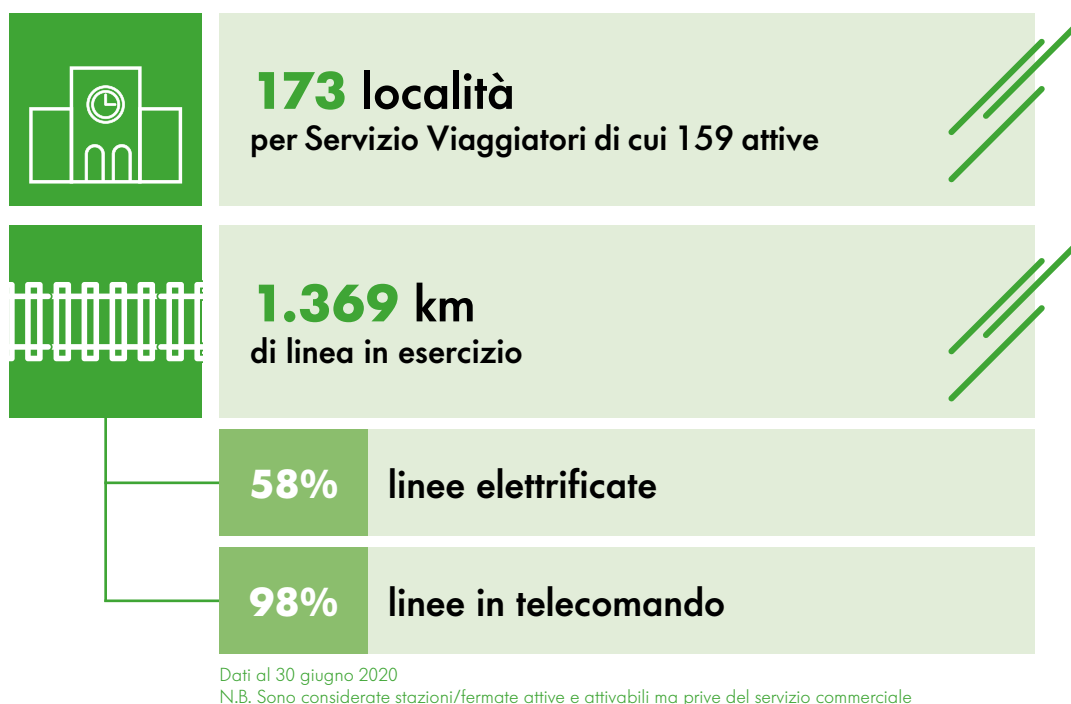 173 località
per Servizio Viaggiatori di cui 159 attive
1.369 km
di linea in esercizio
58% linee elettrificate
98% linee in telecomando
Dati al 30 giugno 2020
N.B. Sono considerate stazioni/fermate attive e attivabili ma prive del servizio commerciale